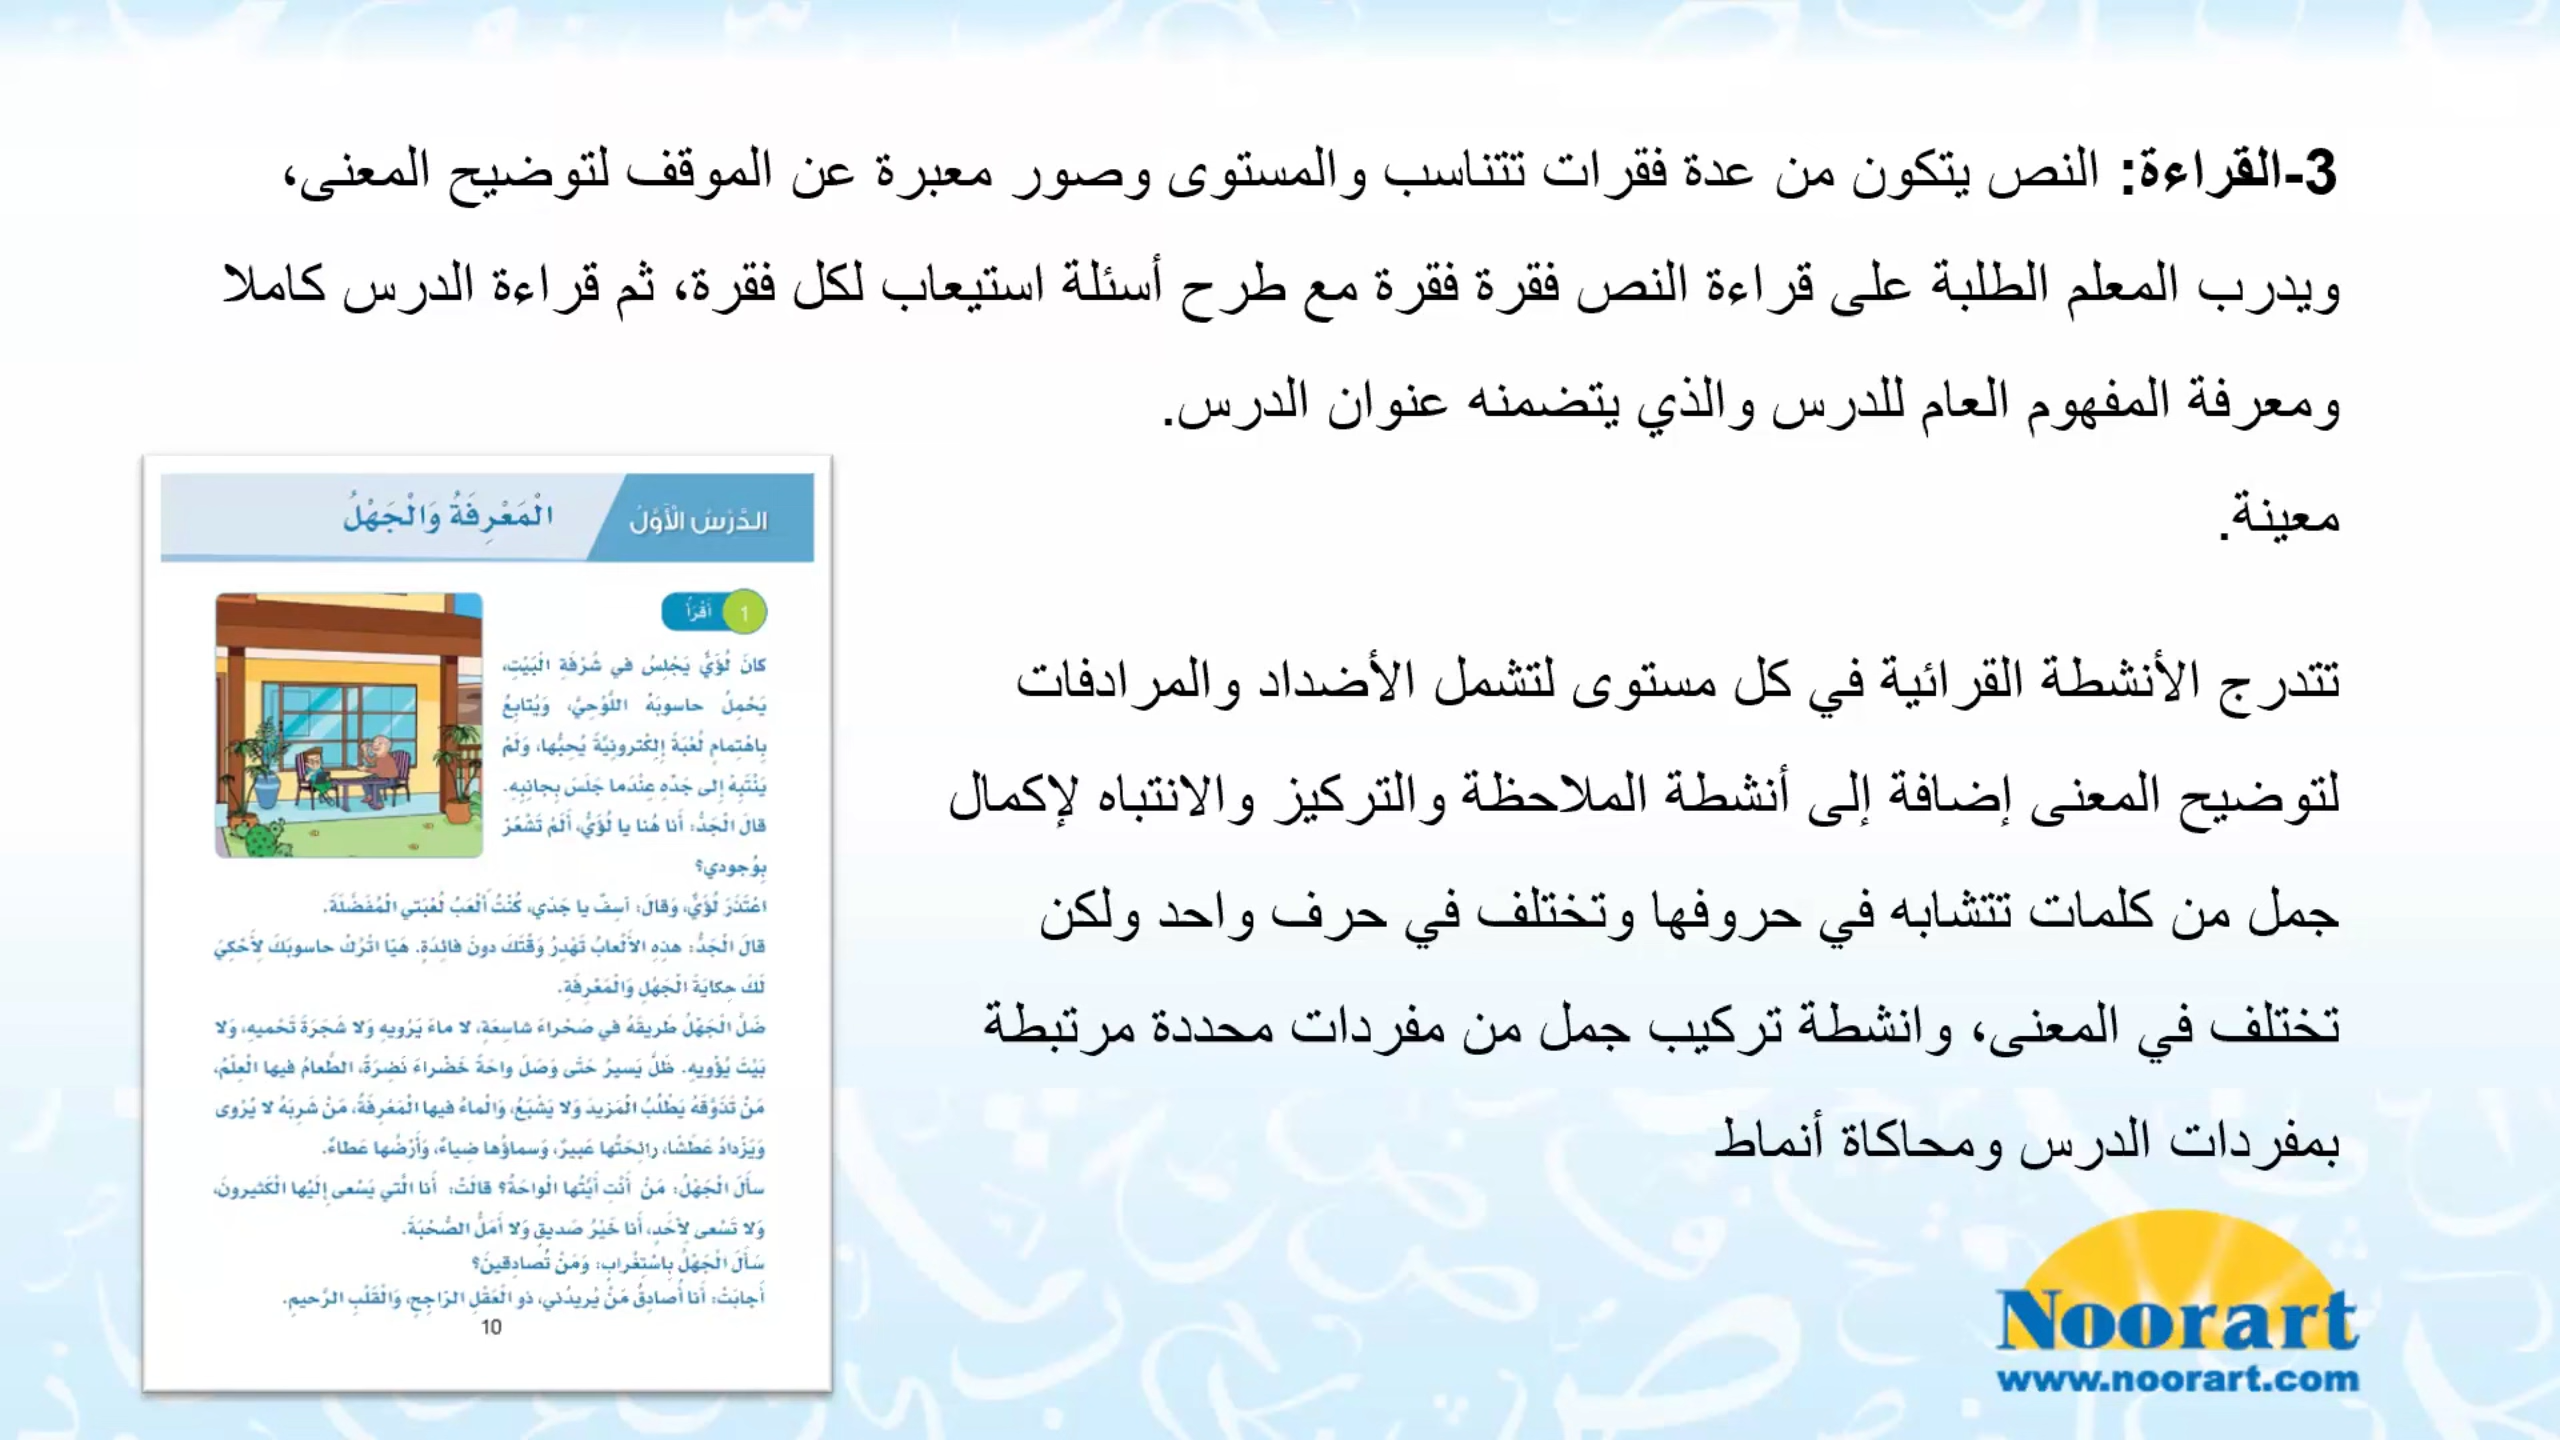 3-القراءة: النص يتكون من عدة فقرات تتناسب والمستوى وصور معبرة عن الموقف لتوضيح المعنى،
ويدرب المعلم الطلبة على قراءة النص فقرة فقرة مع طرح أسئلة استيعاب لكل فقرة، ثم قراءة الدرس كاملا
ومعرفة المفهوم العام للدرس والذي يتضمنه عنوان الدرس.
معينة.
تتدرج الأنشطة القرائية في كل مستوى لتشمل الأضداد والمرادفات
لتوضيح المعنى إضافة إلى أنشطة الملاحظة والتركيز والانتباه لإكمال
جمل من كلمات تتشابه في حروفها وتختلف في حرف واحد ولكن
تختلف في المعنى، وانشطة تركيب جمل من مفردات محددة مرتبطة
بمفردات الدرس ومحاكاة أنماط
الدَّرْسُ الْأَوَّلُ
الْمَعْرِفَةُ وَالْجَهْلُ
1 أَقْرَأُ
كانَ لُؤَيٌّ يَجْلِسُ في شُرْفَةِ الْبَيْتِ،
يَحْمِلُ حاسوبَهُ اللَّوْحِيَّ، وَيُتابِعُ
بِاهْتِمامٍ لُعْبَةً إِلِكْترونِيَّةً يُحِبُّها، وَلَمْ
يَنْتَبِهْ إِلى جَدِّهِ عِنْدَما جَلَسَ بِجانِبِهِ.
قالَ الْجَدُّ: أَنا هُنا يا لُؤَيُّ، أَلَمْ تَشْعُرْ
بِوُجودي؟
اعْتَذَرَ لُؤَيٌّ، وَقالَ: آسِفٌ يا جَدّي، كُنْتُ أَلْعَبُ لُعْبَتي الْمُفَضَّلَةَ.
قالَ الْجَدُّ: هذِهِ الأَلْعابُ تَهْدِرُ وَقْتَكَ دونَ فائِدَةٍ. هَيّا اتْرُكْ حاسوبَكَ لِأَحْكِيَ
لَكَ حِكايَةَ الْجَهْلِ وَالْمَعْرِفَةِ.
ضَلَّ الْجَهْلُ طَريقَهُ في صَحْراءَ شاسِعَةٍ، لا ماءَ يَرْويهِ وَلا شَجَرَةَ تَحْميهِ، وَلا
بَيْتَ يُؤْويهِ. ظَلَّ يَسيرُ حَتّى وَصَلَ واحَةً خَضْراءَ نَضِرَةً، الطَّعامُ فيها الْعِلْمُ،
مَنْ تَذَوَّقَهُ يَطْلُبُ الْمَزيدَ وَلا يَشْبَعُ، وَالْماءُ فيها الْمَعْرِفَةُ، مَنْ شَرِبَهُ لا يُرْوى
وَيَزْدادُ عَطَشًا، رائِحَتُها عَبيرٌ، وَسماؤُها ضِياءٌ، وَأَرْضُها عَطاءٌ.
سأَلَ الْجَهْلُ: مَنْ أَنْتِ أَيَّتُها الْواحَةُ؟ قالَتْ: أَنا الَّتي يَسْعى إِلَيْها الْكَثيرونَ،
وَلا تَسْعى لِأَحَدٍ، أَنا خَيْرُ صَديقٍ وَلا أَمَلُّ الصُّحْبَةَ.
سَأَلَ الْجَهْلُ بِاسْتِغْرابٍ: وَمَنْ تُصادِقينَ؟
أَجابَتْ: أَنا أُصادِقُ مَنْ يُريدُني، ذو الْعَقْلِ الرّاجِحِ، وَالْقَلْبِ الرَّحيمِ.
10
Noorart
www.noorart.com